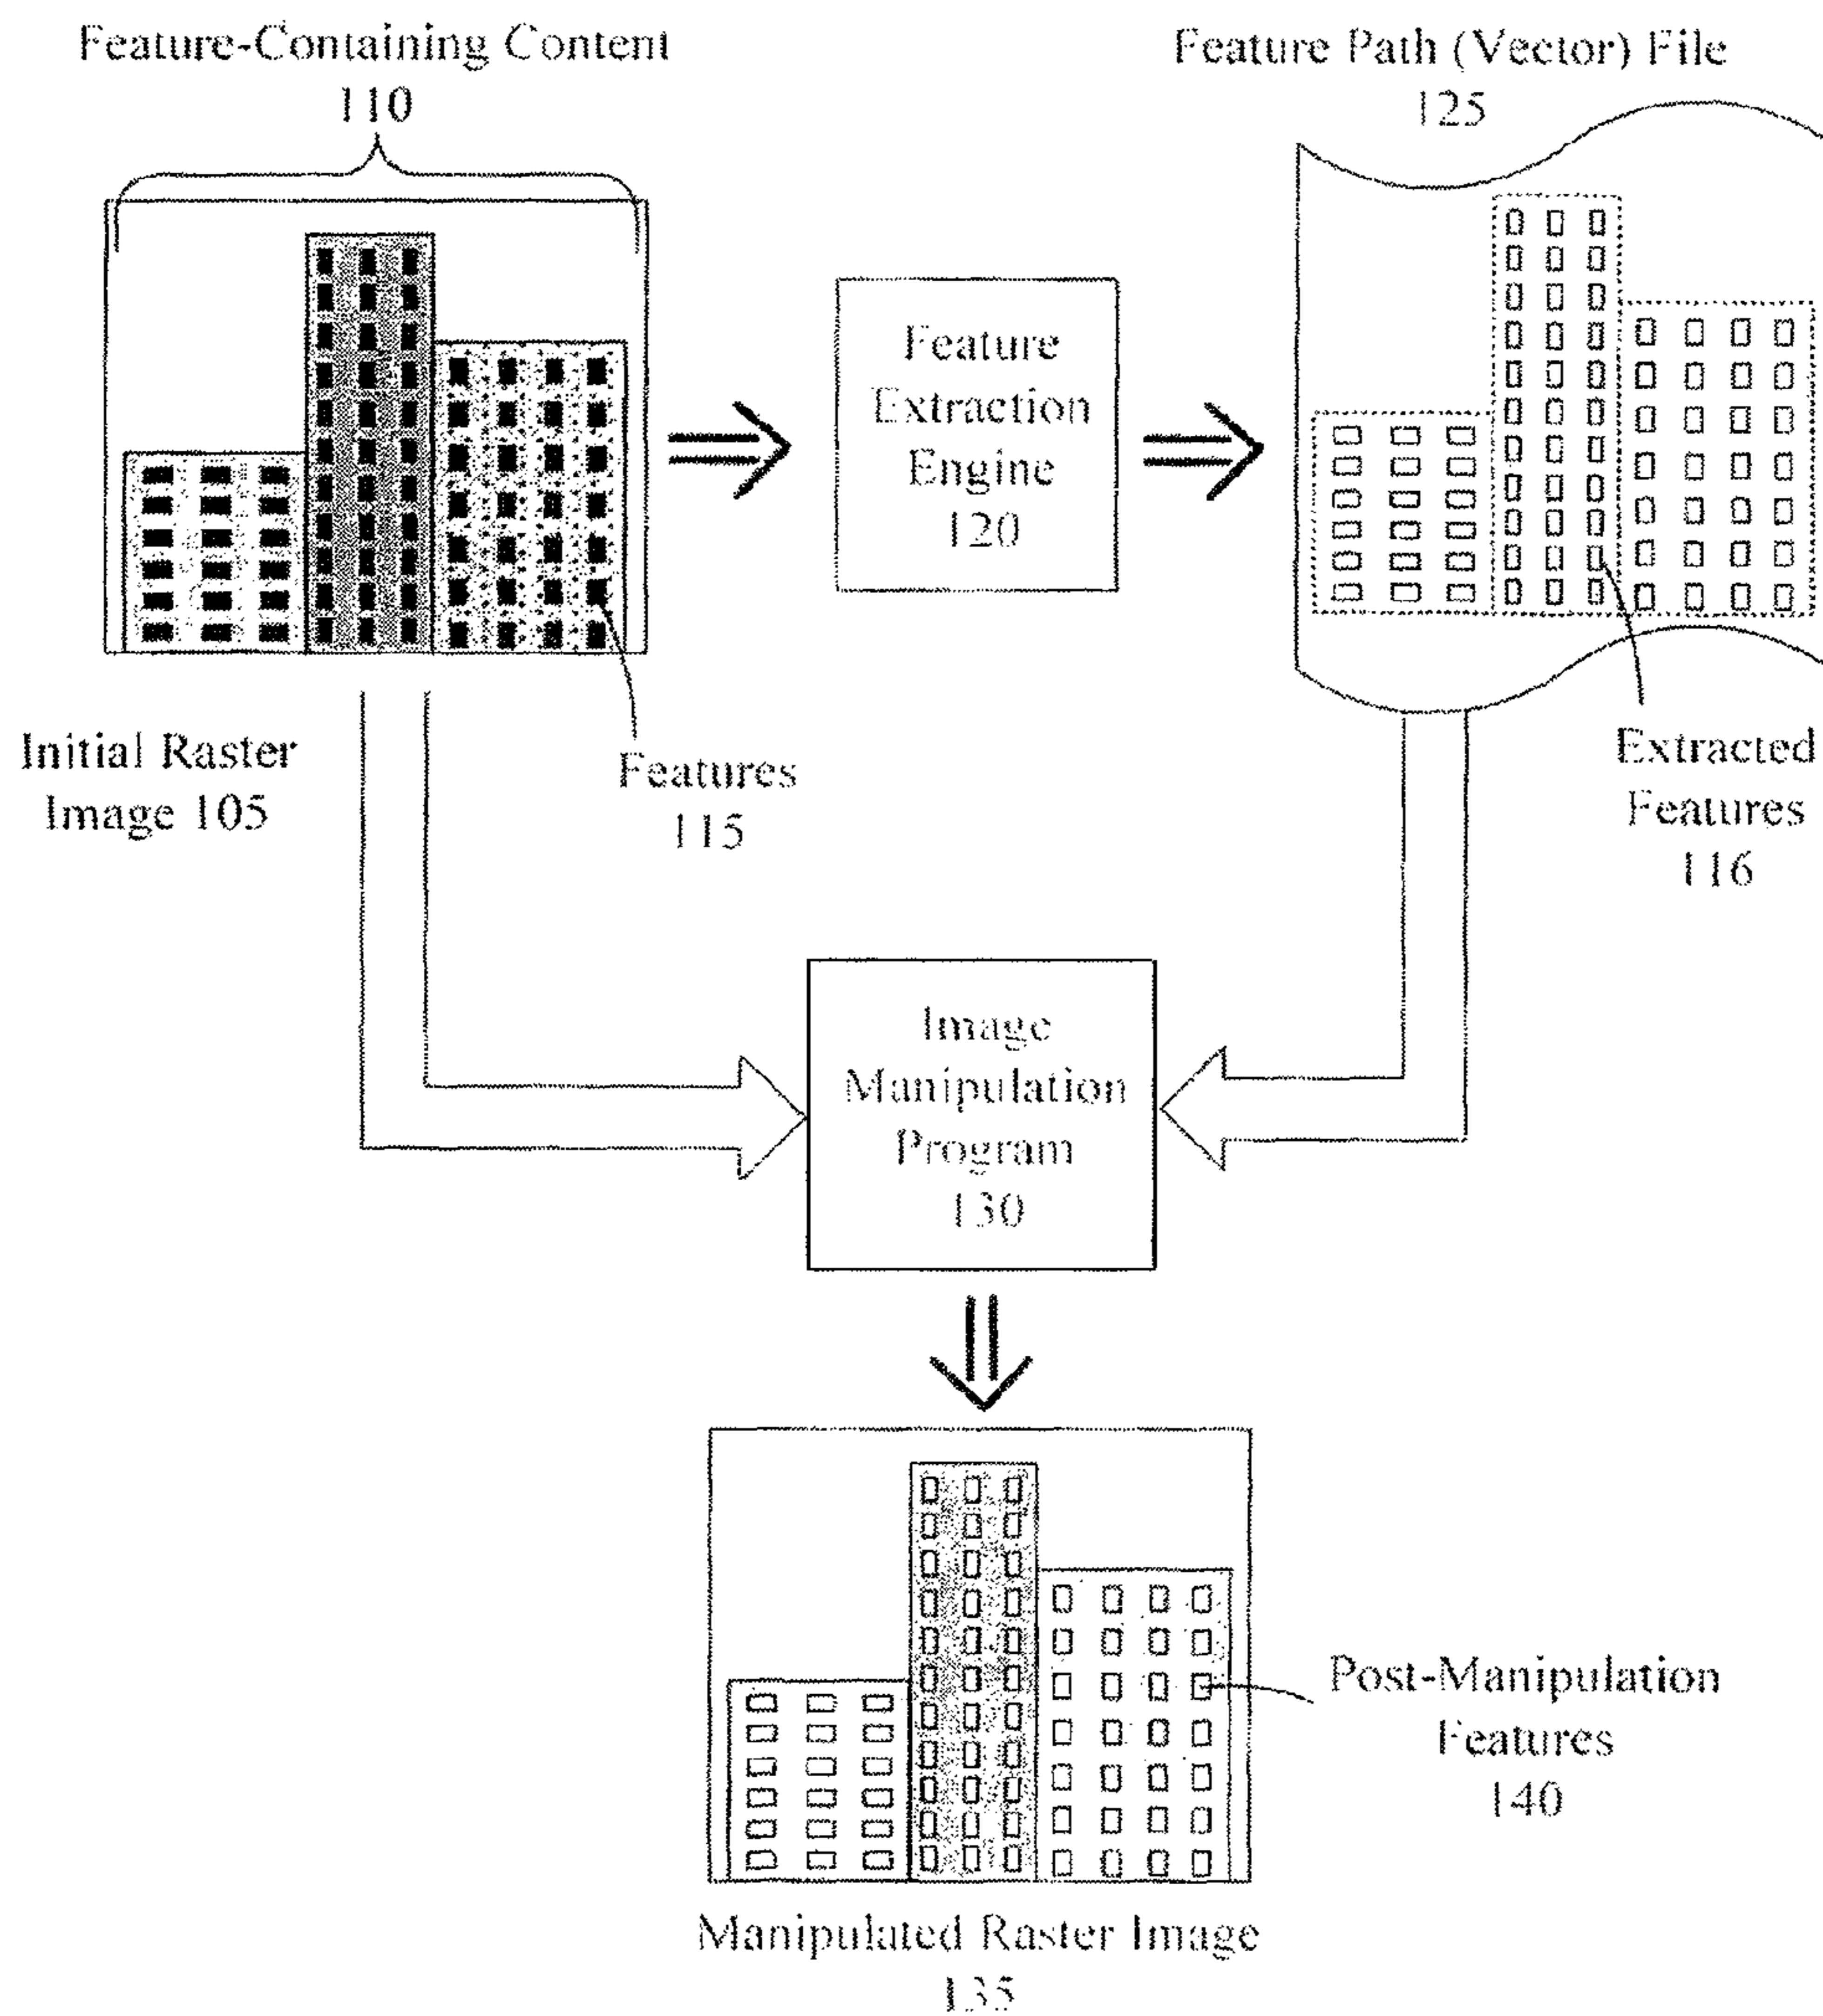 Feature-Containing Content
110
Feature Path (Vector) File
125
Feature
Extraction
Engine
120
Initial Raster
Image 105
Features
115
Extracted
Features
116
Image
Manipulation
Program
130
Post-Manipulation
Features
140
Manipulated Raster Image
135